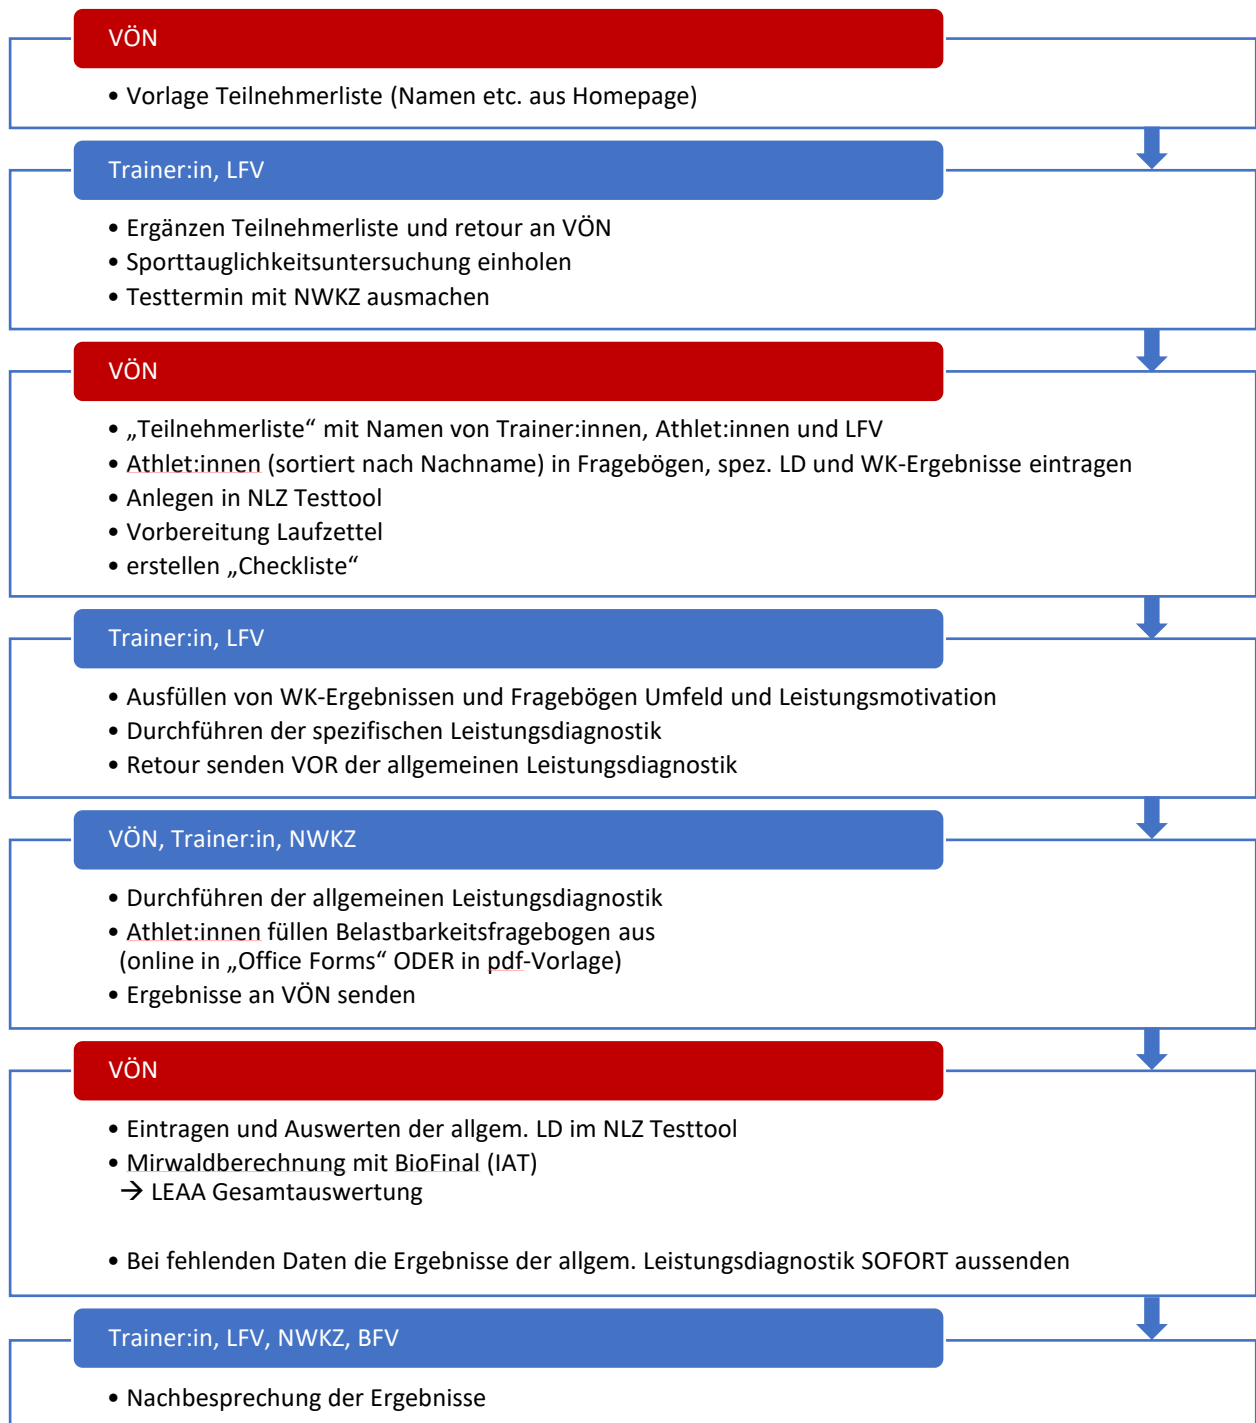 VÖN
• Vorlage Teilnehmerliste (Namen etc. aus Homepage)
Trainer:in, LFV
• Ergänzen Teilnehmerliste und retour an VÖN
• Sporttauglichkeitsuntersuchung einholen
• Testtermin mit NWKZ ausmachen
VÖN
• „Teilnehmerliste“ mit Namen von Trainer:innen, Athlet:innen und LFV
• Athlet:innen (sortiert nach Nachname) in Fragebögen, spez. LD und WK-Ergebnisse eintragen
• Anlegen in NLZ Testtool
• Vorbereitung Laufzettel
• erstellen „Checkliste“
Trainer:in, LFV
• Ausfüllen von WK-Ergebnissen und Fragebögen Umfeld und Leistungsmotivation
• Durchführen der spezifischen Leistungsdiagnostik
• Retour senden VOR der allgemeinen Leistungsdiagnostik
VÖN, Trainer:in, NWKZ
• Durchführen der allgemeinen Leistungsdiagnostik
• Athlet:innen füllen Belastbarkeitsfragebogen aus
(online in „Office Forms“ ODER in pdf-Vorlage)
• Ergebnisse an VÖN senden
VÖN
• Eintragen und Auswerten der allgem. LD im NLZ Testtool
• Mirwaldberechnung mit BioFinal (IAT)
→ LEAA Gesamtauswertung
• Bei fehlenden Daten die Ergebnisse der allgem. Leistungsdiagnostik SOFORT aussenden
Trainer:in, LFV, NWKZ, BFV
• Nachbesprechung der Ergebnisse